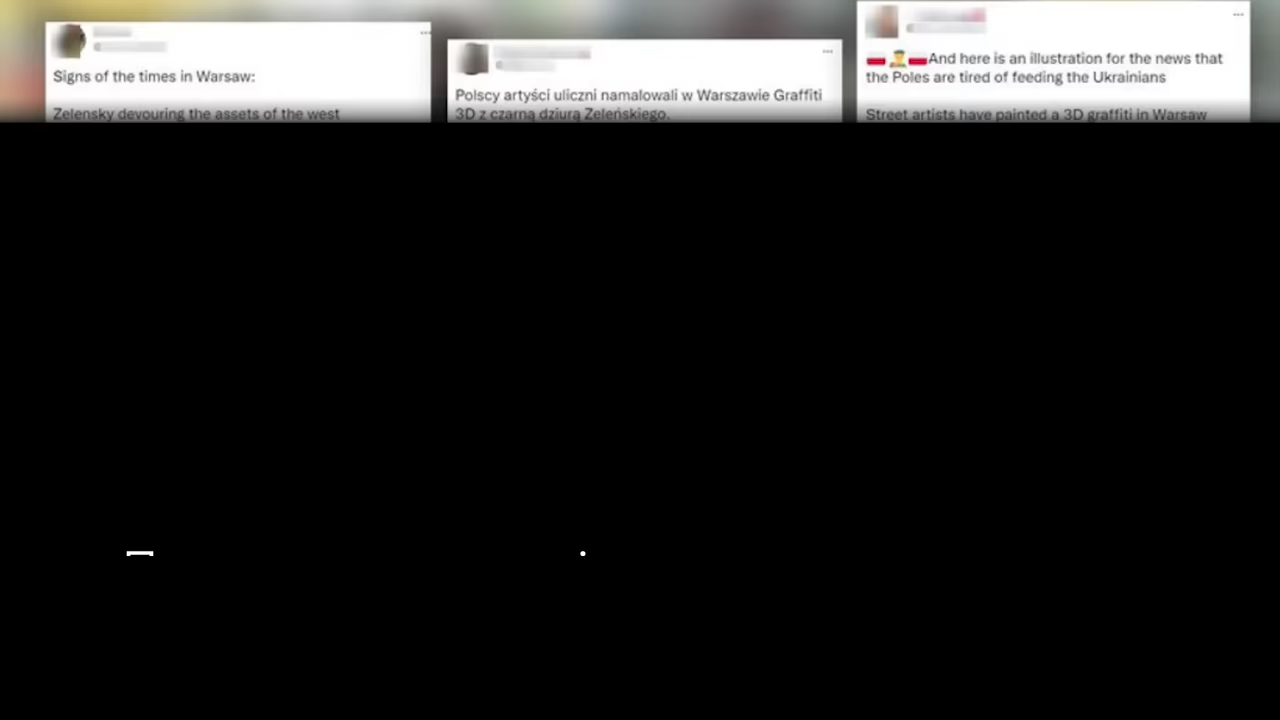 Signs of the times in Warsaw:
Zelensky devouring the assets of the west
Polscy artyści uliczni namalowali w Warszawie Graffiti
3D z czarną dziurą Zeleńskiego.
🇵🇱👮🇵🇱And here is an illustration for the news that
the Poles are tired of feeding the Ukrainians
Street artists have painted a 3D graffiti in Warsaw